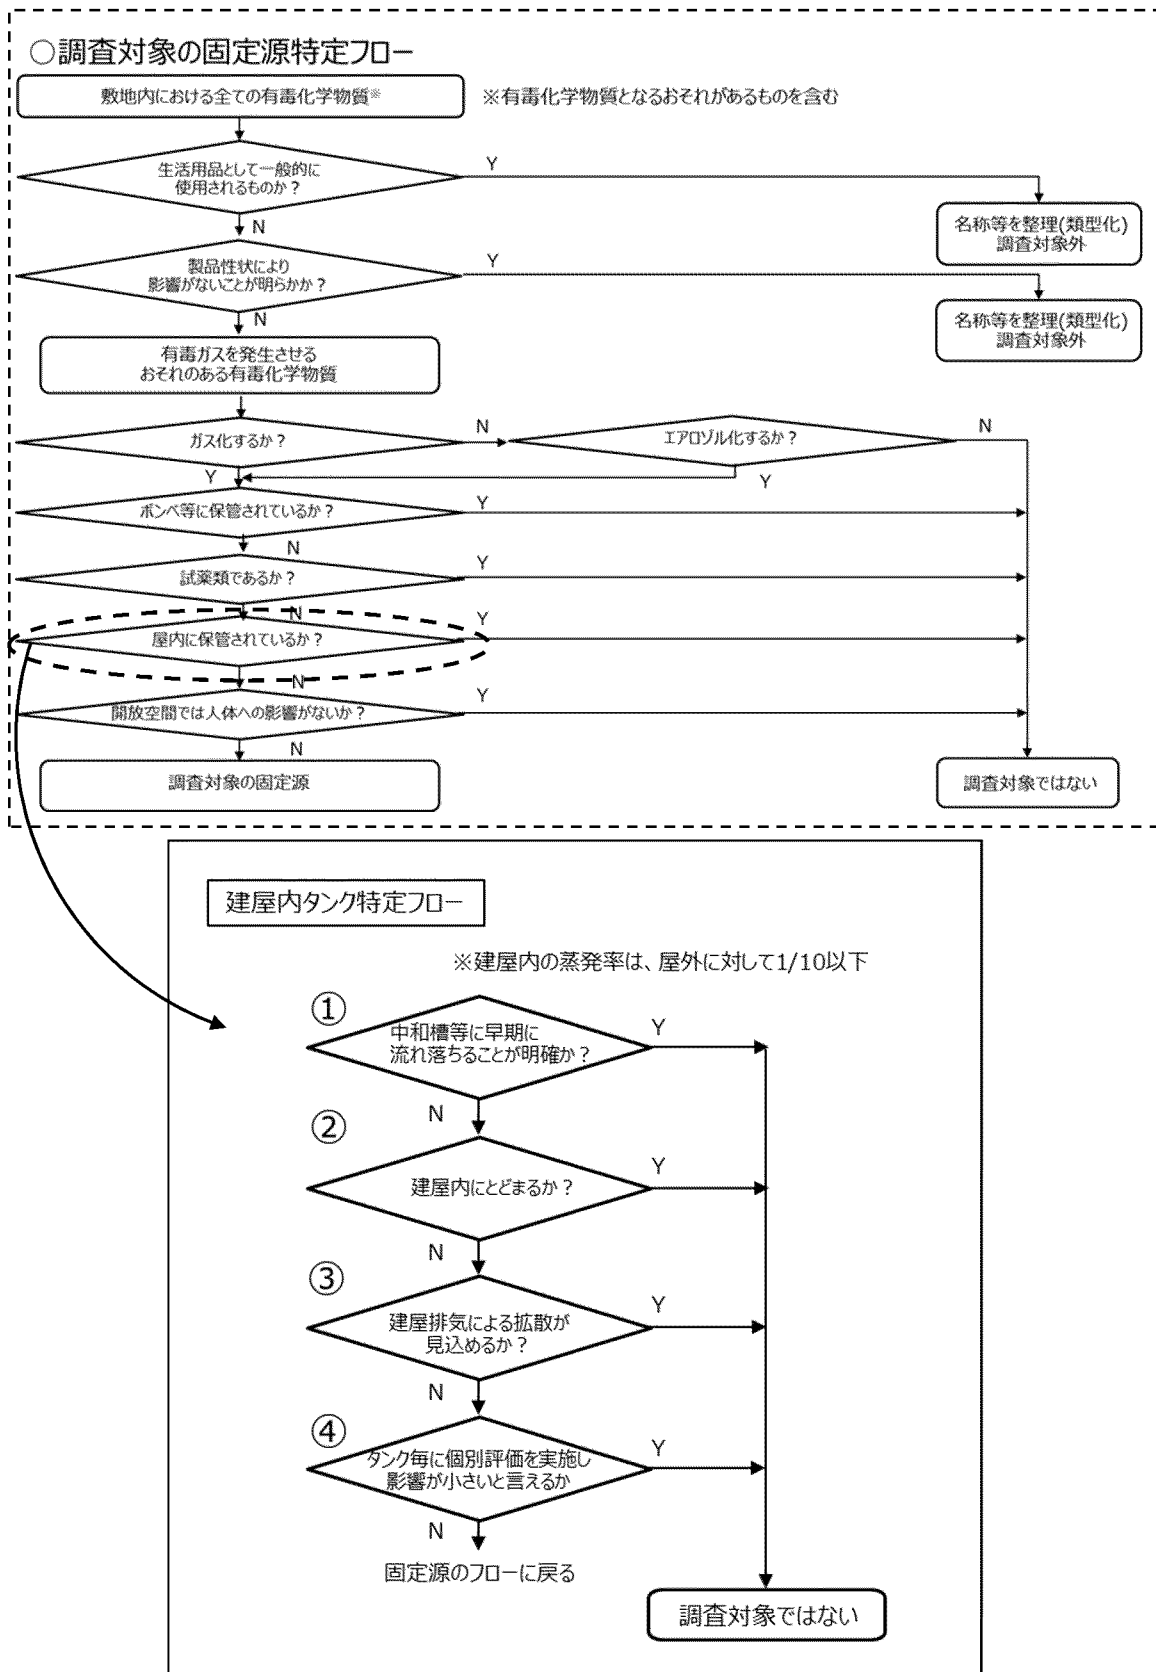 ○調査対象の固定源特定フロー
敷地内における全ての有毒化学物質※
※有毒化学物質となるおそれがあるものを含む
生活用品として一般的に
使用されるものか？
Y
N
名称等を整理(類型化)
調査対象外
製品性状により
影響がないことが明らかか？
Y
N
名称等を整理(類型化)
調査対象外
有毒ガスを発生させる
おそれのある有毒化学物質
ガス化するか？
N
エアロゾル化するか？
N
Y
Y
ボンベ等に保管されているか？
Y
N
試薬類であるか？
Y
N
屋内に保管されているか？
Y
N
開放空間では人体への影響がないか？
Y
N
調査対象の固定源
調査対象ではない
建屋内タンク特定フロー
※建屋内の蒸発率は、屋外に対して1/10以下
①
中和槽等に早期に
流れ落ちることが明確か？
Y
N
②
建屋内にとどまるか？
Y
N
③
建屋排気による拡散が
見込めるか？
Y
N
④
タンク毎に個別評価を実施し
影響が小さいと言えるか
Y
N
固定源のフローに戻る
調査対象ではない